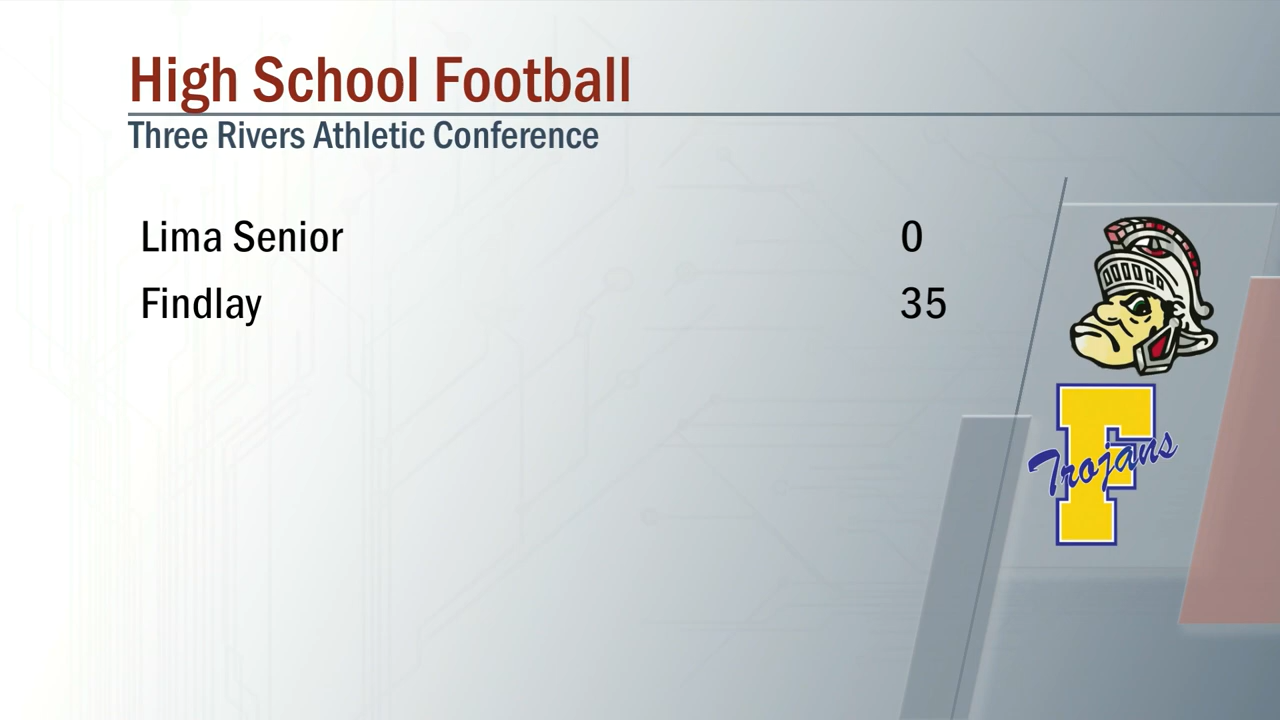 High School Football
Three Rivers Athletic Conference
Lima Senior 0
Findlay 35
F
Trojans